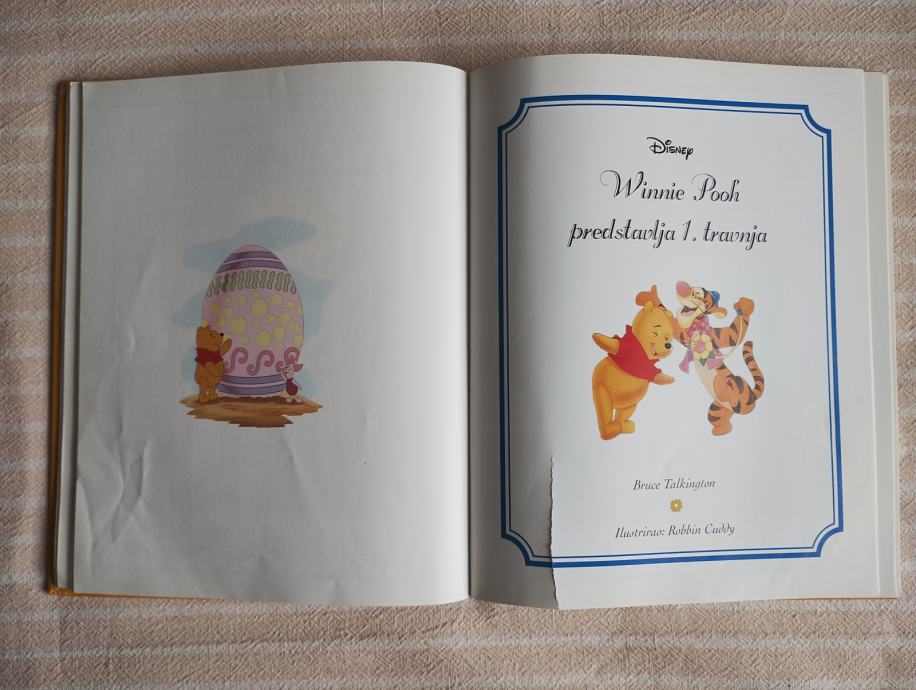 Disney
Winnie Pooh
predstavlja 1. travnja
Bruce Talkington
Ilustrirao: Robbin Cuddy